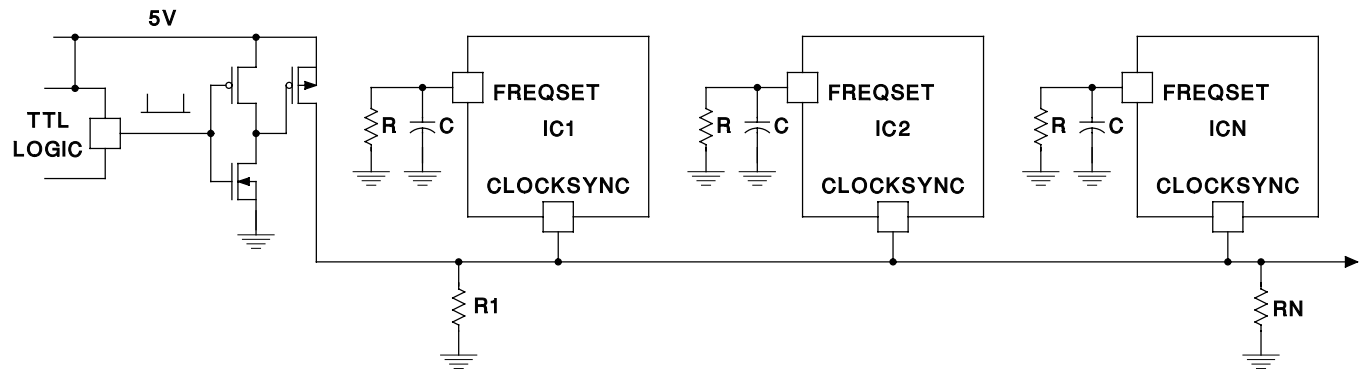 5V
TTL
LOGIC
R
C
FREQSET
IC1
CLOCKSYNC
R
C
FREQSET
IC2
CLOCKSYNC
R
C
FREQSET
ICN
CLOCKSYNC
R1
RN